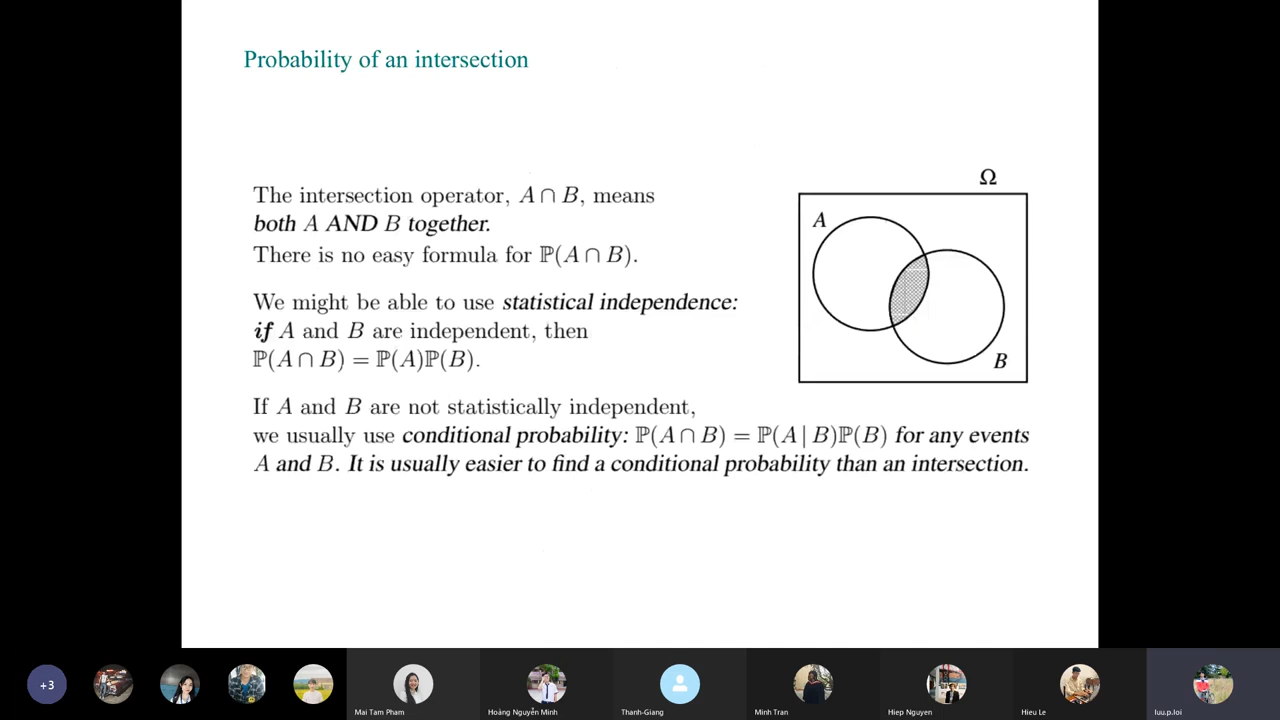 Probability of an intersection
Ω
The intersection operator, A ∩ B, means
both A AND B together.
There is no easy formula for ℙ(A ∩ B).
We might be able to use statistical independence:
if A and B are independent, then
ℙ(A ∩ B) = ℙ(A)ℙ(B).
A
B
If A and B are not statistically independent,
we usually use conditional probability: ℙ(A ∩ B) = ℙ(A | B)ℙ(B) for any events
A and B. It is usually easier to find a conditional probability than an intersection.
+3
Mai Tam Pham
Hoàng Nguyễn Minh
Thanh-Giang
Minh Tran
Hiep Nguyen
Hieu Le
luu.p.loi